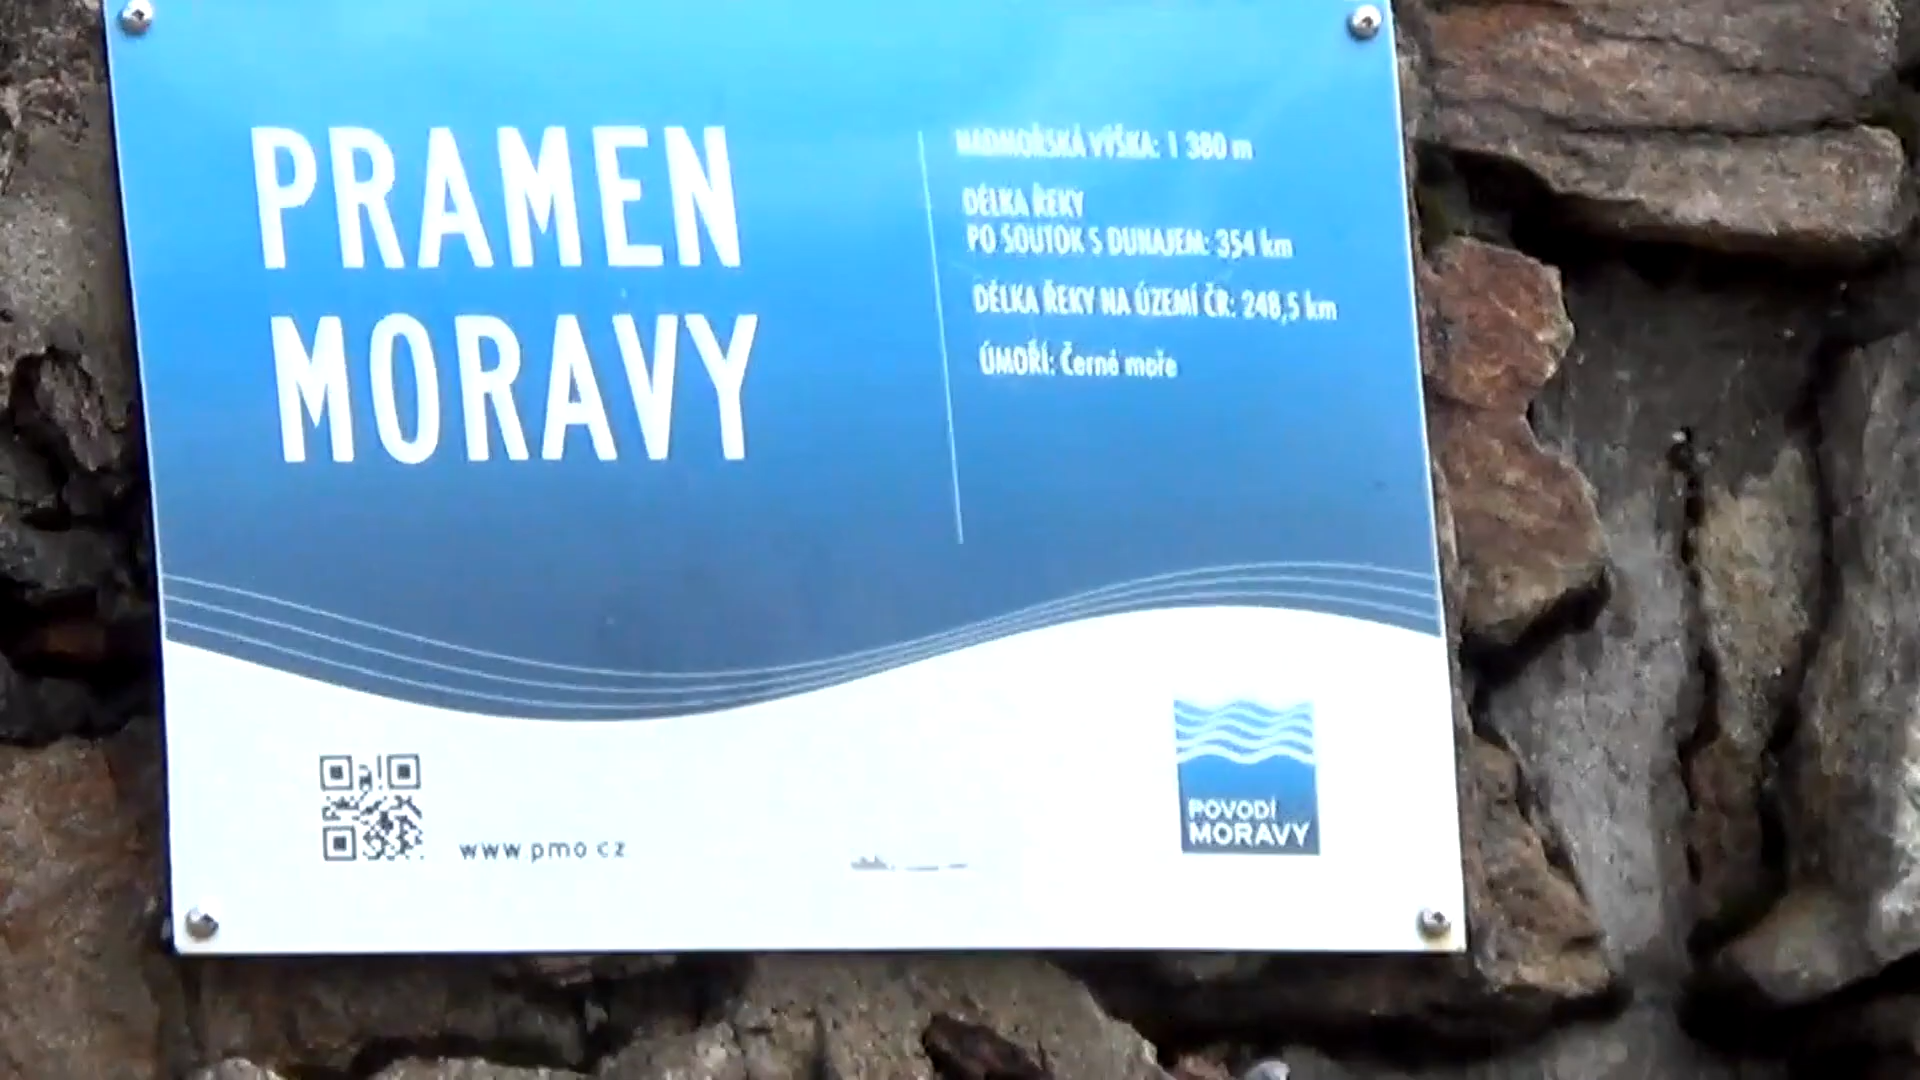 PRAMEN
MORAVY
NADMOŘSKÁ VÝŠKA: 1 380 m
DÉLKA ŘEKY
PO SOUTOK S DUNAJEM: 354 km
DÉLKA ŘEKY NA ÚZEMÍ ČR: 248,5 km
ÚMOŘÍ: Černé moře
www.pmo.cz
POVODÍ
MORAVY